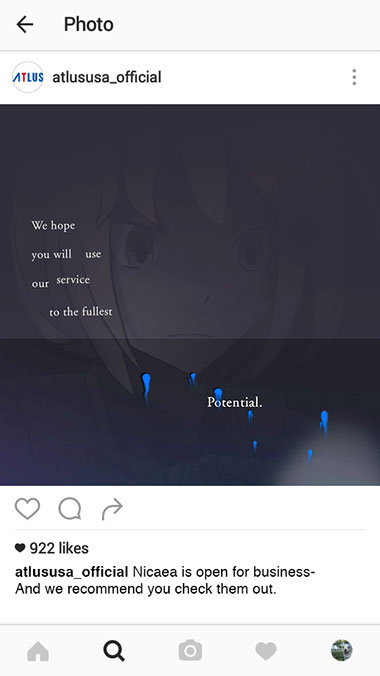 Photo
ATLUS
atlususa_official
We hope
you will use
our service
to the fullest
Potential.
922 likes
atlususa_official Nicaea is open for business-
And we recommend you check them out.